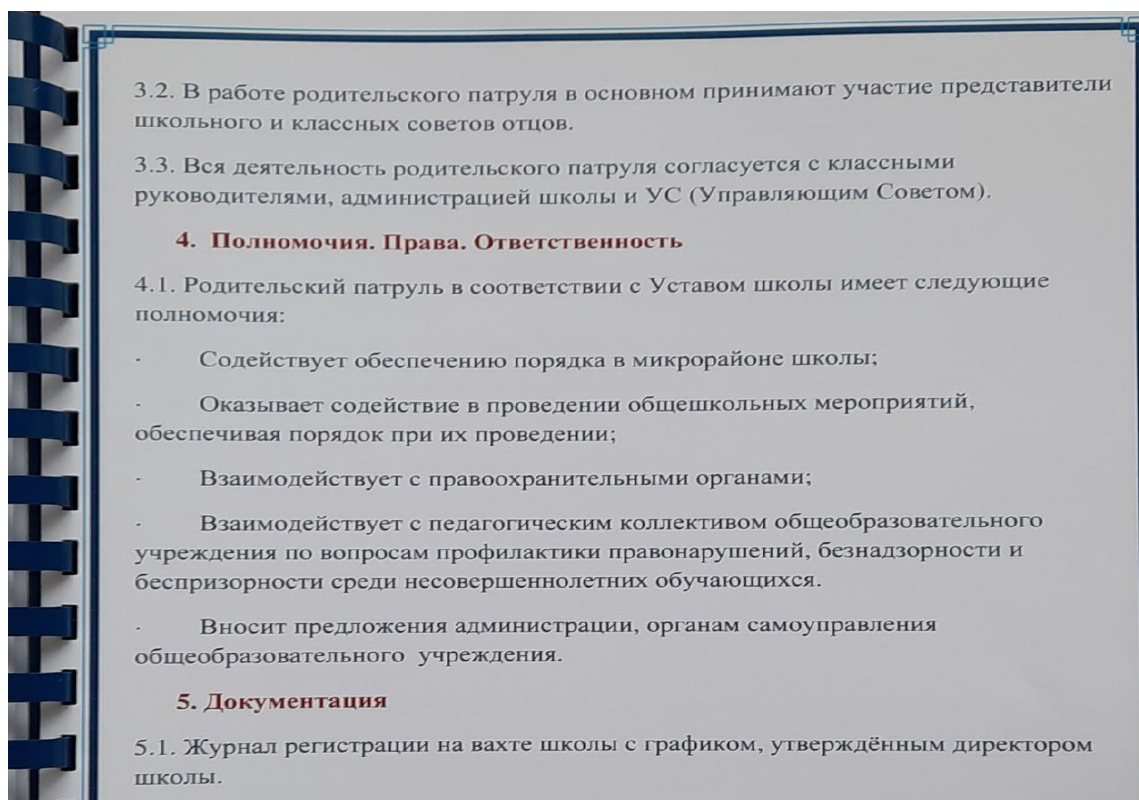 3.2. В работе родительского патруля в основном принимают участие представители
школьного и классных советов отцов.
3.3. Вся деятельность родительского патруля согласуется с классными
руководителями, администрацией школы и УС (Управляющим Советом).
4. Полномочия. Права. Ответственность
4.1. Родительский патруль в соответствии с Уставом школы имеет следующие
полномочия:
· Содействует обеспечению порядка в микрорайоне школы;
· Оказывает содействие в проведении общешкольных мероприятий,
обеспечивая порядок при их проведении;
· Взаимодействует с правоохранительными органами;
· Взаимодействует с педагогическим коллективом общеобразовательного
учреждения по вопросам профилактики правонарушений, безнадзорности и
беспризорности среди несовершеннолетних обучающихся.
· Вносит предложения администрации, органам самоуправления
общеобразовательного учреждения.
5. Документация
5.1. Журнал регистрации на вахте школы с графиком, утверждённым директором
школы.